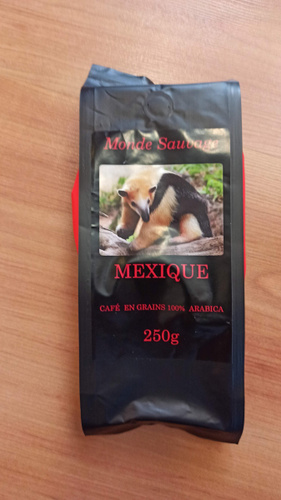 Monde Sauvage
MEXIQUE
CAFÉ EN GRAINS 100% ARABICA
250g